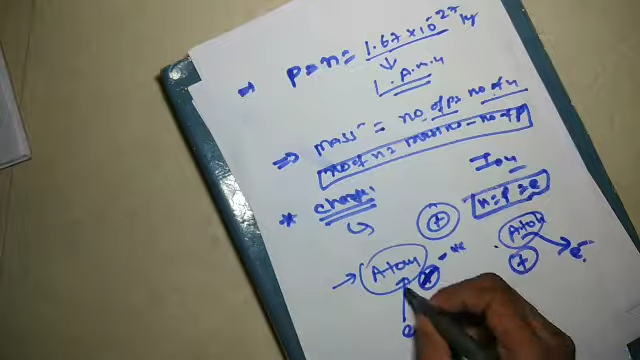 → P = n = 1.67 × 10⁻²⁷ kg
1. A.m.u
⇒ mass = no of p + no of n
no of n = mass no - no of p
Ion
* charge:
n = p = e
+
Atom
→ Atom
-ve
e⁻
+
e